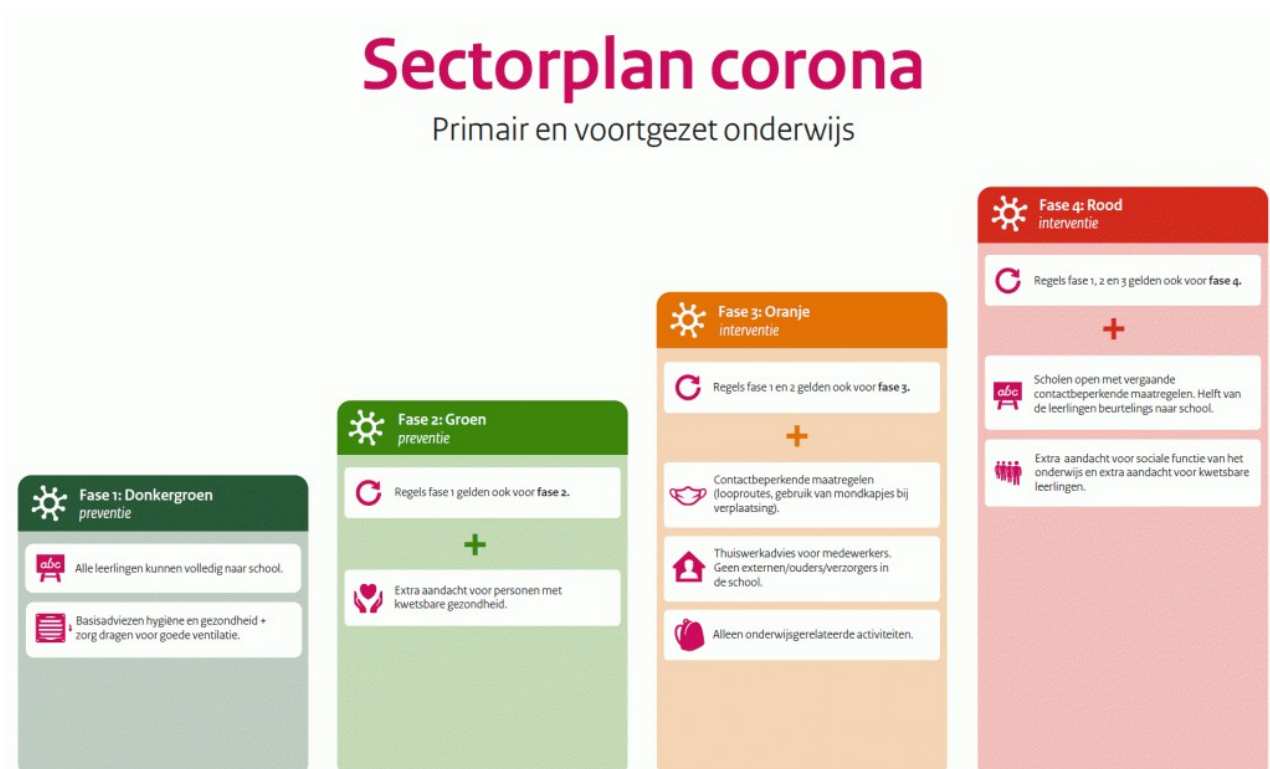 Sectorplan corona
Primair en voortgezet onderwijs
Fase 1: Donkergroen
preventie
abc
Alle leerlingen kunnen volledig naar school.
Basisadviezen hygiëne en gezondheid +
zorg dragen voor goede ventilatie.
Fase 2: Groen
preventie
Regels fase 1 gelden ook voor fase 2.
+
Extra aandacht voor personen met
kwetsbare gezondheid.
Fase 3: Oranje
interventie
Regels fase 1 en 2 gelden ook voor fase 3.
+
Contactbeperkende maatregelen
(looproutes, gebruik van mondkapjes bij
verplaatsing).
Thuiswerkadvies voor medewerkers.
Geen externen/ouders/verzorgers in
de school.
Alleen onderwijsgerelateerde activiteiten.
Fase 4: Rood
interventie
Regels fase 1, 2 en 3 gelden ook voor fase 4.
+
abc
Scholen open met vergaande
contactbeperkende maatregelen. Helft van
de leerlingen beurtelings naar school.
Extra aandacht voor sociale functie van het
onderwijs en extra aandacht voor kwetsbare
leerlingen.